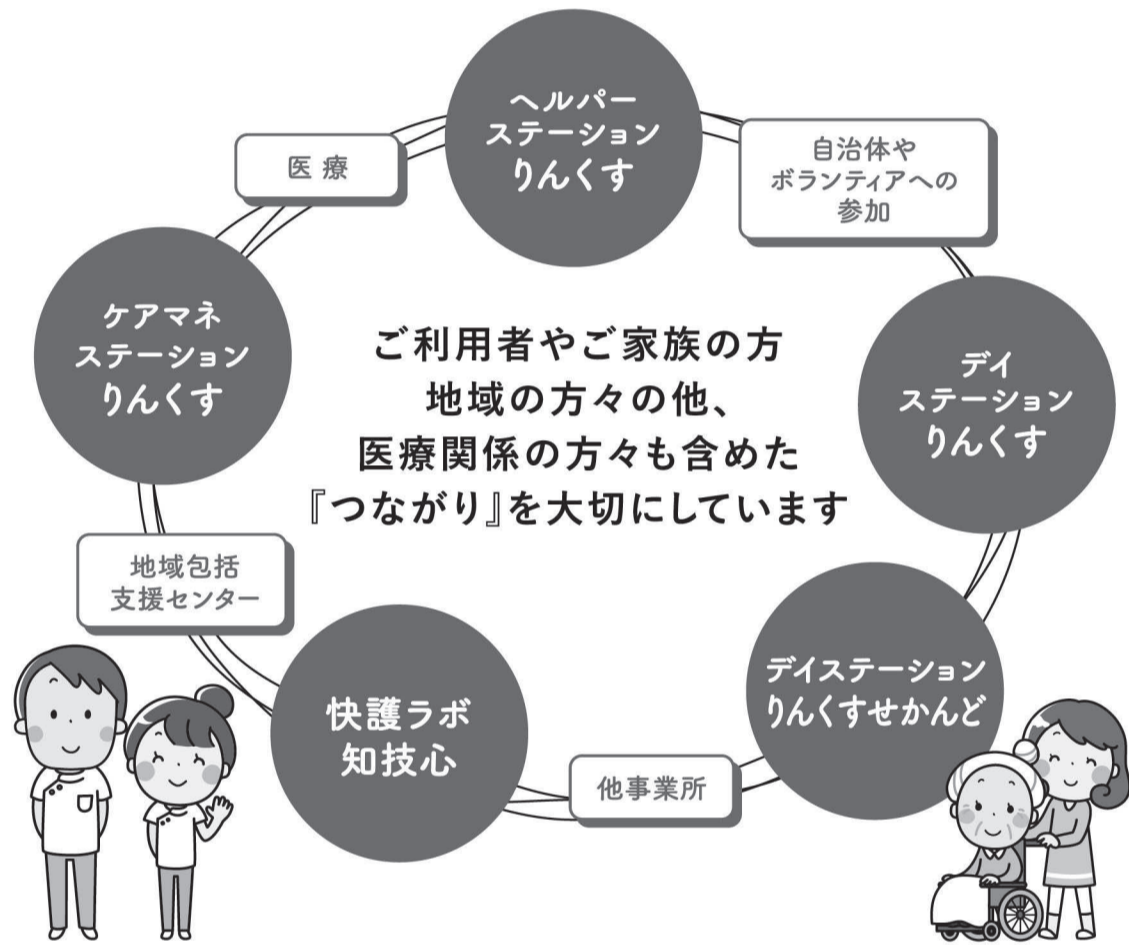 ヘルパー
ステーション
りんくす
医療
自治体や
ボランティアへの
参加
ケアマネ
ステーション
りんくす
ご利用者やご家族の方
地域の方々の他、
医療関係の方々も含めた
『つながり』を大切にしています
デイ
ステーション
りんくす
地域包括
支援センター
快護ラボ
知技心
他事業所
デイステーション
りんくすせかんど